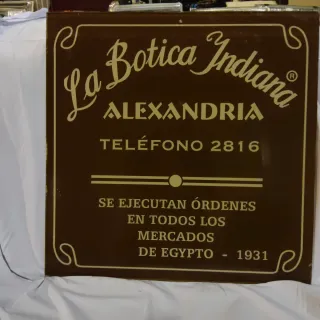 La Botica Indiana®
ALEXANDRIA
TELÉFONO 2816
SE EJECUTAN ÓRDENES
EN TODOS LOS
MERCADOS
DE EGYPTO - 1931